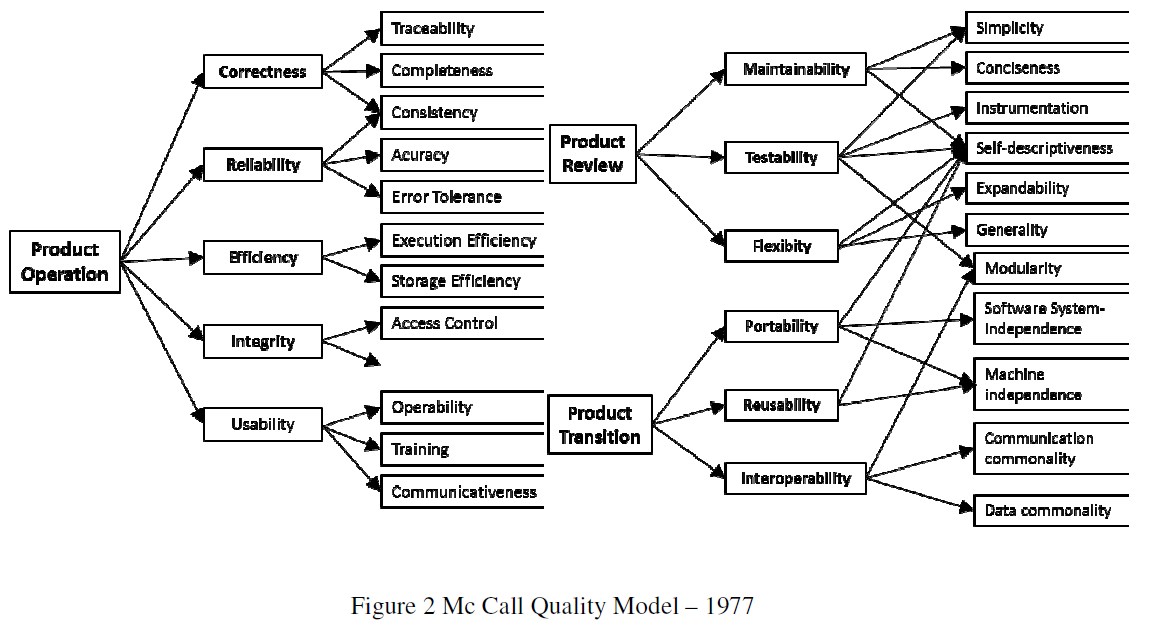 Product
Operation
Correctness
Reliability
Efficiency
Integrity
Usability
Traceability
Completeness
Consistency
Acuracy
Error Tolerance
Execution Efficiency
Storage Efficiency
Access Control
Operability
Training
Communicativeness
Product
Review
Product
Transition
Maintainability
Testability
Flexibity
Portability
Reusability
Interoperability
Simplicity
Conciseness
Instrumentation
Self-descriptiveness
Expandability
Generality
Modularity
Software System-
Independence
Machine
independence
Communication
commonality
Data commonality
Figure 2 Mc Call Quality Model – 1977